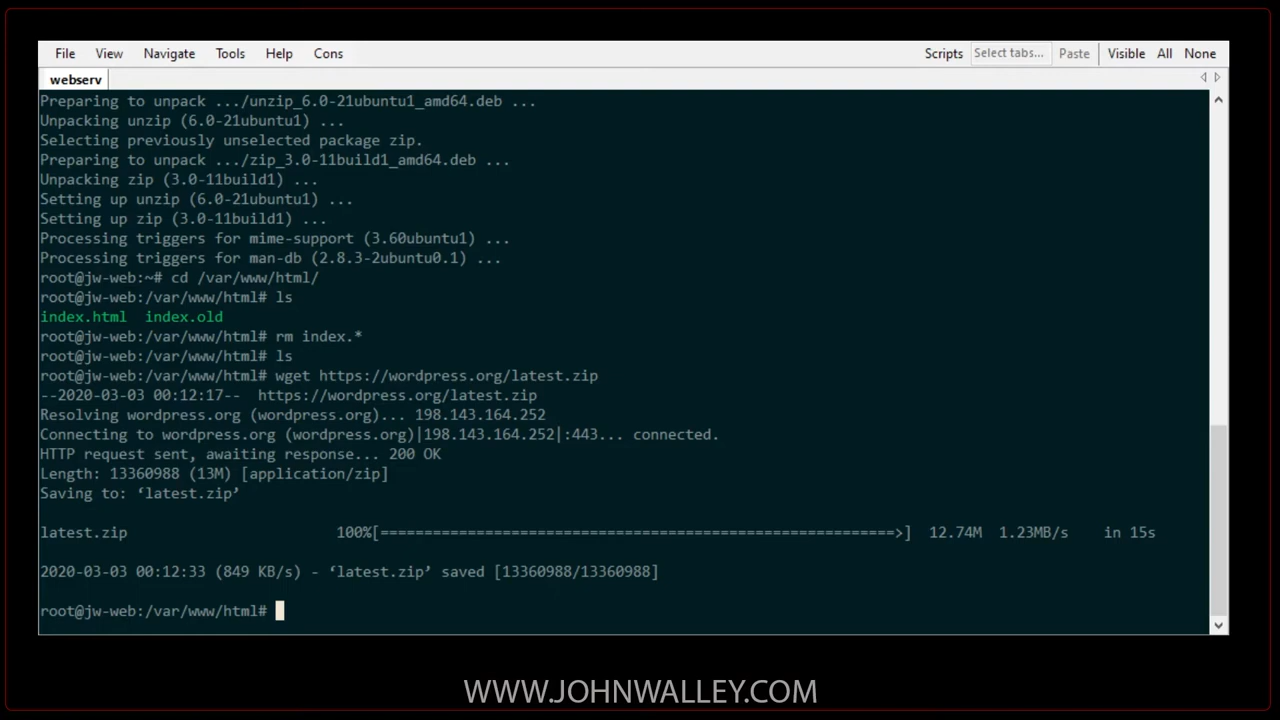 File View Navigate Tools Help Cons Scripts Select tabs... Paste Visible All None
webserv
Preparing to unpack .../unzip_6.0-21ubuntu1_amd64.deb ...
Unpacking unzip (6.0-21ubuntu1) ...
Selecting previously unselected package zip.
Preparing to unpack .../zip_3.0-11build1_amd64.deb ...
Unpacking zip (3.0-11build1) ...
Setting up unzip (6.0-21ubuntu1) ...
Setting up zip (3.0-11build1) ...
Processing triggers for mime-support (3.60ubuntu1) ...
Processing triggers for man-db (2.8.3-2ubuntu0.1) ...
root@jw-web:~# cd /var/www/html/
root@jw-web:/var/www/html# ls
index.html  index.old
root@jw-web:/var/www/html# rm index.*
root@jw-web:/var/www/html# ls
root@jw-web:/var/www/html# wget https://wordpress.org/latest.zip
--2020-03-03 00:12:17--  https://wordpress.org/latest.zip
Resolving wordpress.org (wordpress.org)... 198.143.164.252
Connecting to wordpress.org (wordpress.org)|198.143.164.252|:443... connected.
HTTP request sent, awaiting response... 200 OK
Length: 13360988 (13M) [application/zip]
Saving to: ‘latest.zip’
latest.zip                        100%[===========================================================>]  12.74M  1.23MB/s    in 15s
2020-03-03 00:12:33 (849 KB/s) - ‘latest.zip’ saved [13360988/13360988]
root@jw-web:/var/www/html#
WWW.JOHNWALLEY.COM